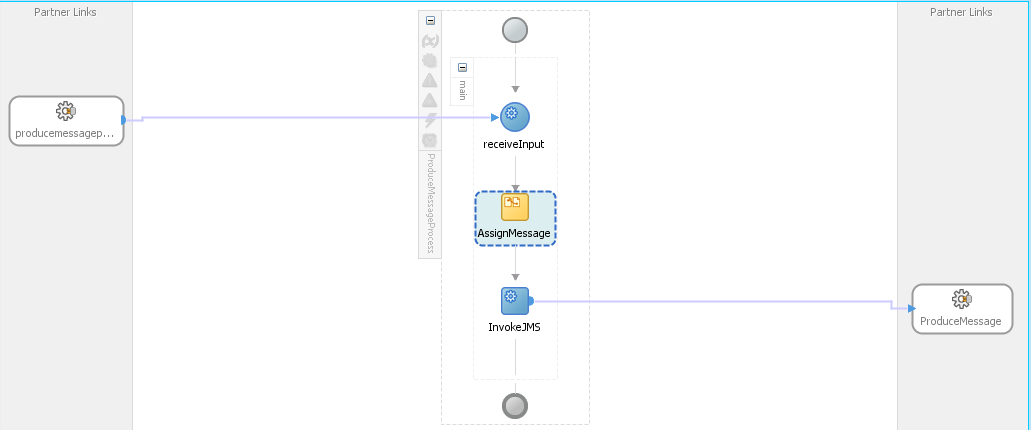 Partner Links
Partner Links
main
producemessagep...
receiveInput
ProduceMessageProcess
AssignMessage
InvokeJMS
ProduceMessage